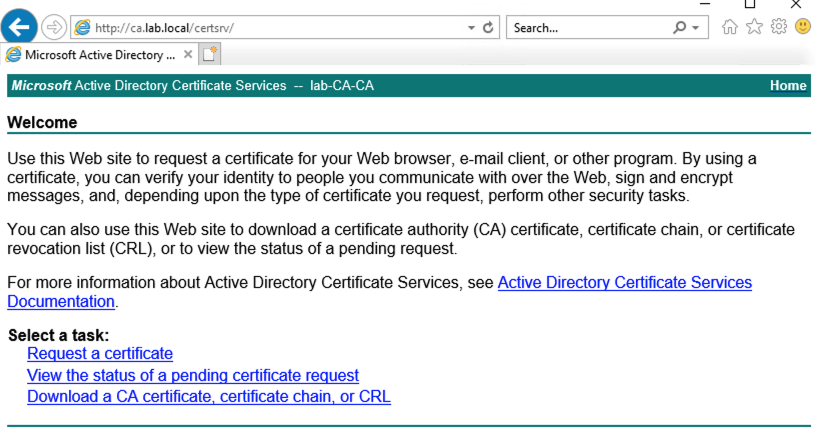 http://ca.lab.local/certsrv/
Search...
Microsoft Active Directory ...
Microsoft Active Directory Certificate Services -- lab-CA-CA
Home
Welcome
Use this Web site to request a certificate for your Web browser, e-mail client, or other program. By using a
certificate, you can verify your identity to people you communicate with over the Web, sign and encrypt
messages, and, depending upon the type of certificate you request, perform other security tasks.
You can also use this Web site to download a certificate authority (CA) certificate, certificate chain, or certificate
revocation list (CRL), or to view the status of a pending request.
For more information about Active Directory Certificate Services, see Active Directory Certificate Services
Documentation.
Select a task:
Request a certificate
View the status of a pending certificate request
Download a CA certificate, certificate chain, or CRL